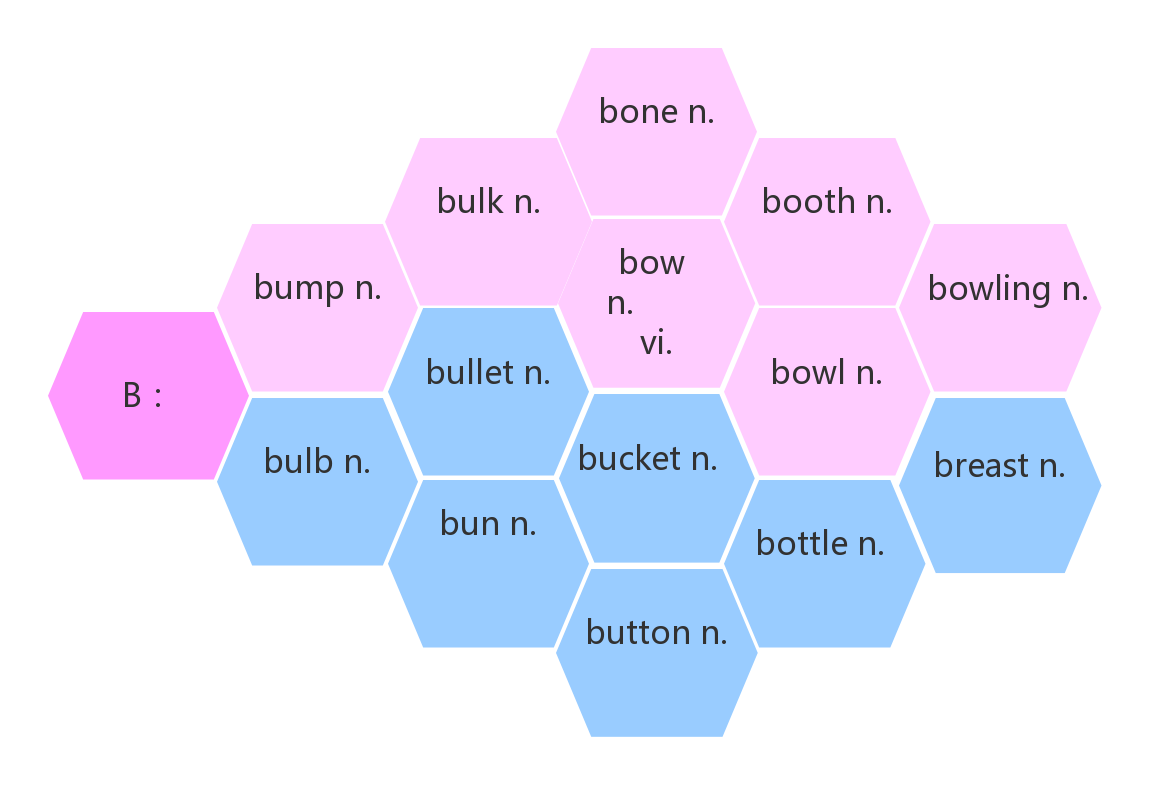 bone n.
bulk n.
booth n.
bump n.
bow
n.
vi.
bowling n.
B :
bullet n.
bowl n.
bulb n.
bucket n.
breast n.
bun n.
bottle n.
button n.